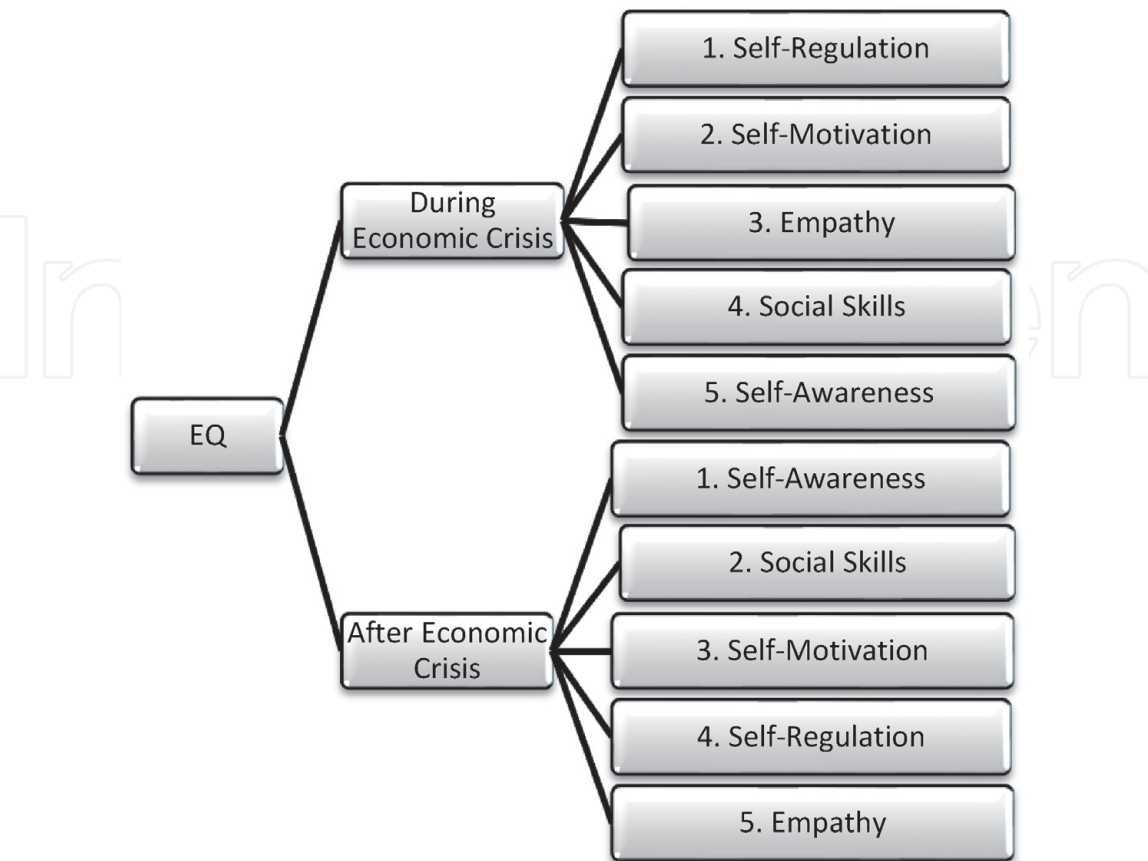 1. Self-Regulation
2. Self-Motivation
During
Economic Crisis
3. Empathy
4. Social Skills
5. Self-Awareness
EQ
1. Self-Awareness
2. Social Skills
After Economic
Crisis
3. Self-Motivation
4. Self-Regulation
5. Empathy